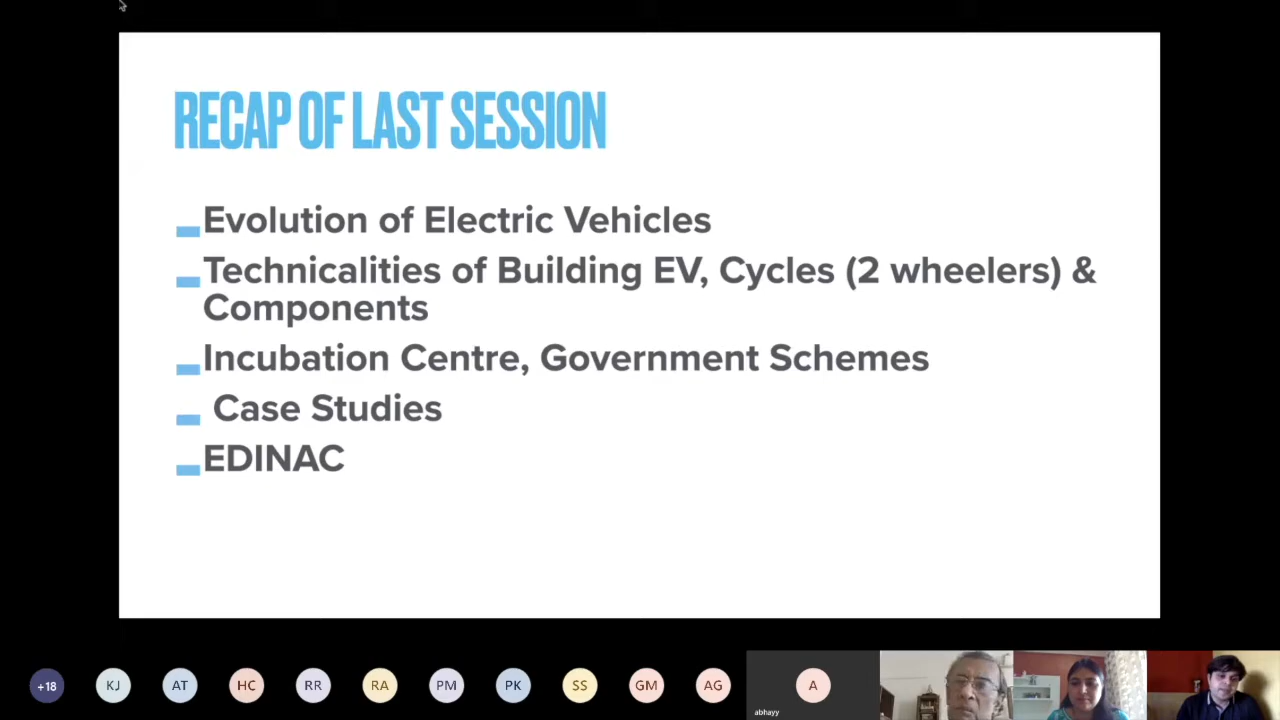 RECAP OF LAST SESSION
Evolution of Electric Vehicles
Technicalities of Building EV, Cycles (2 wheelers) &
Components
Incubation Centre, Government Schemes
Case Studies
EDINAC
+18 KJ AT HC RR RA PM PK SS GM AG A
abhayy